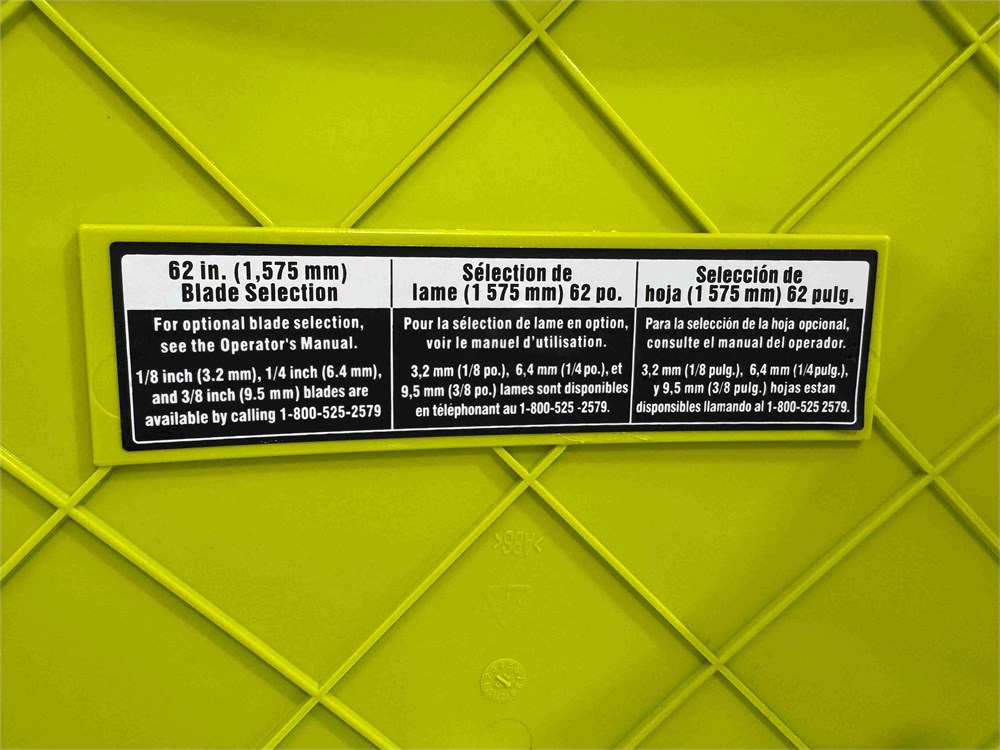 62 in. (1,575 mm)
Blade Selection
For optional blade selection,
see the Operator's Manual.
1/8 inch (3.2 mm), 1/4 inch (6.4 mm),
and 3/8 inch (9.5 mm) blades are
available by calling 1-800-525-2579
Sélection de
lame (1 575 mm) 62 po.
Pour la sélection de lame en option,
voir le manuel d'utilisation.
3,2 mm (1/8 po.), 6,4 mm (1/4 po.), et
9,5 mm (3/8 po.) lames sont disponibles
en téléphonant au 1-800-525 -2579.
Selección de
hoja (1 575 mm) 62 pulg.
Para la selección de la hoja opcional,
consulte el manual del operador.
3,2 mm (1/8 pulg.), 6,4 mm (1/4pulg.),
y 9,5 mm (3/8 pulg.) hojas estan
disponibles llamando al 1-800-525 2579.
>ABS<